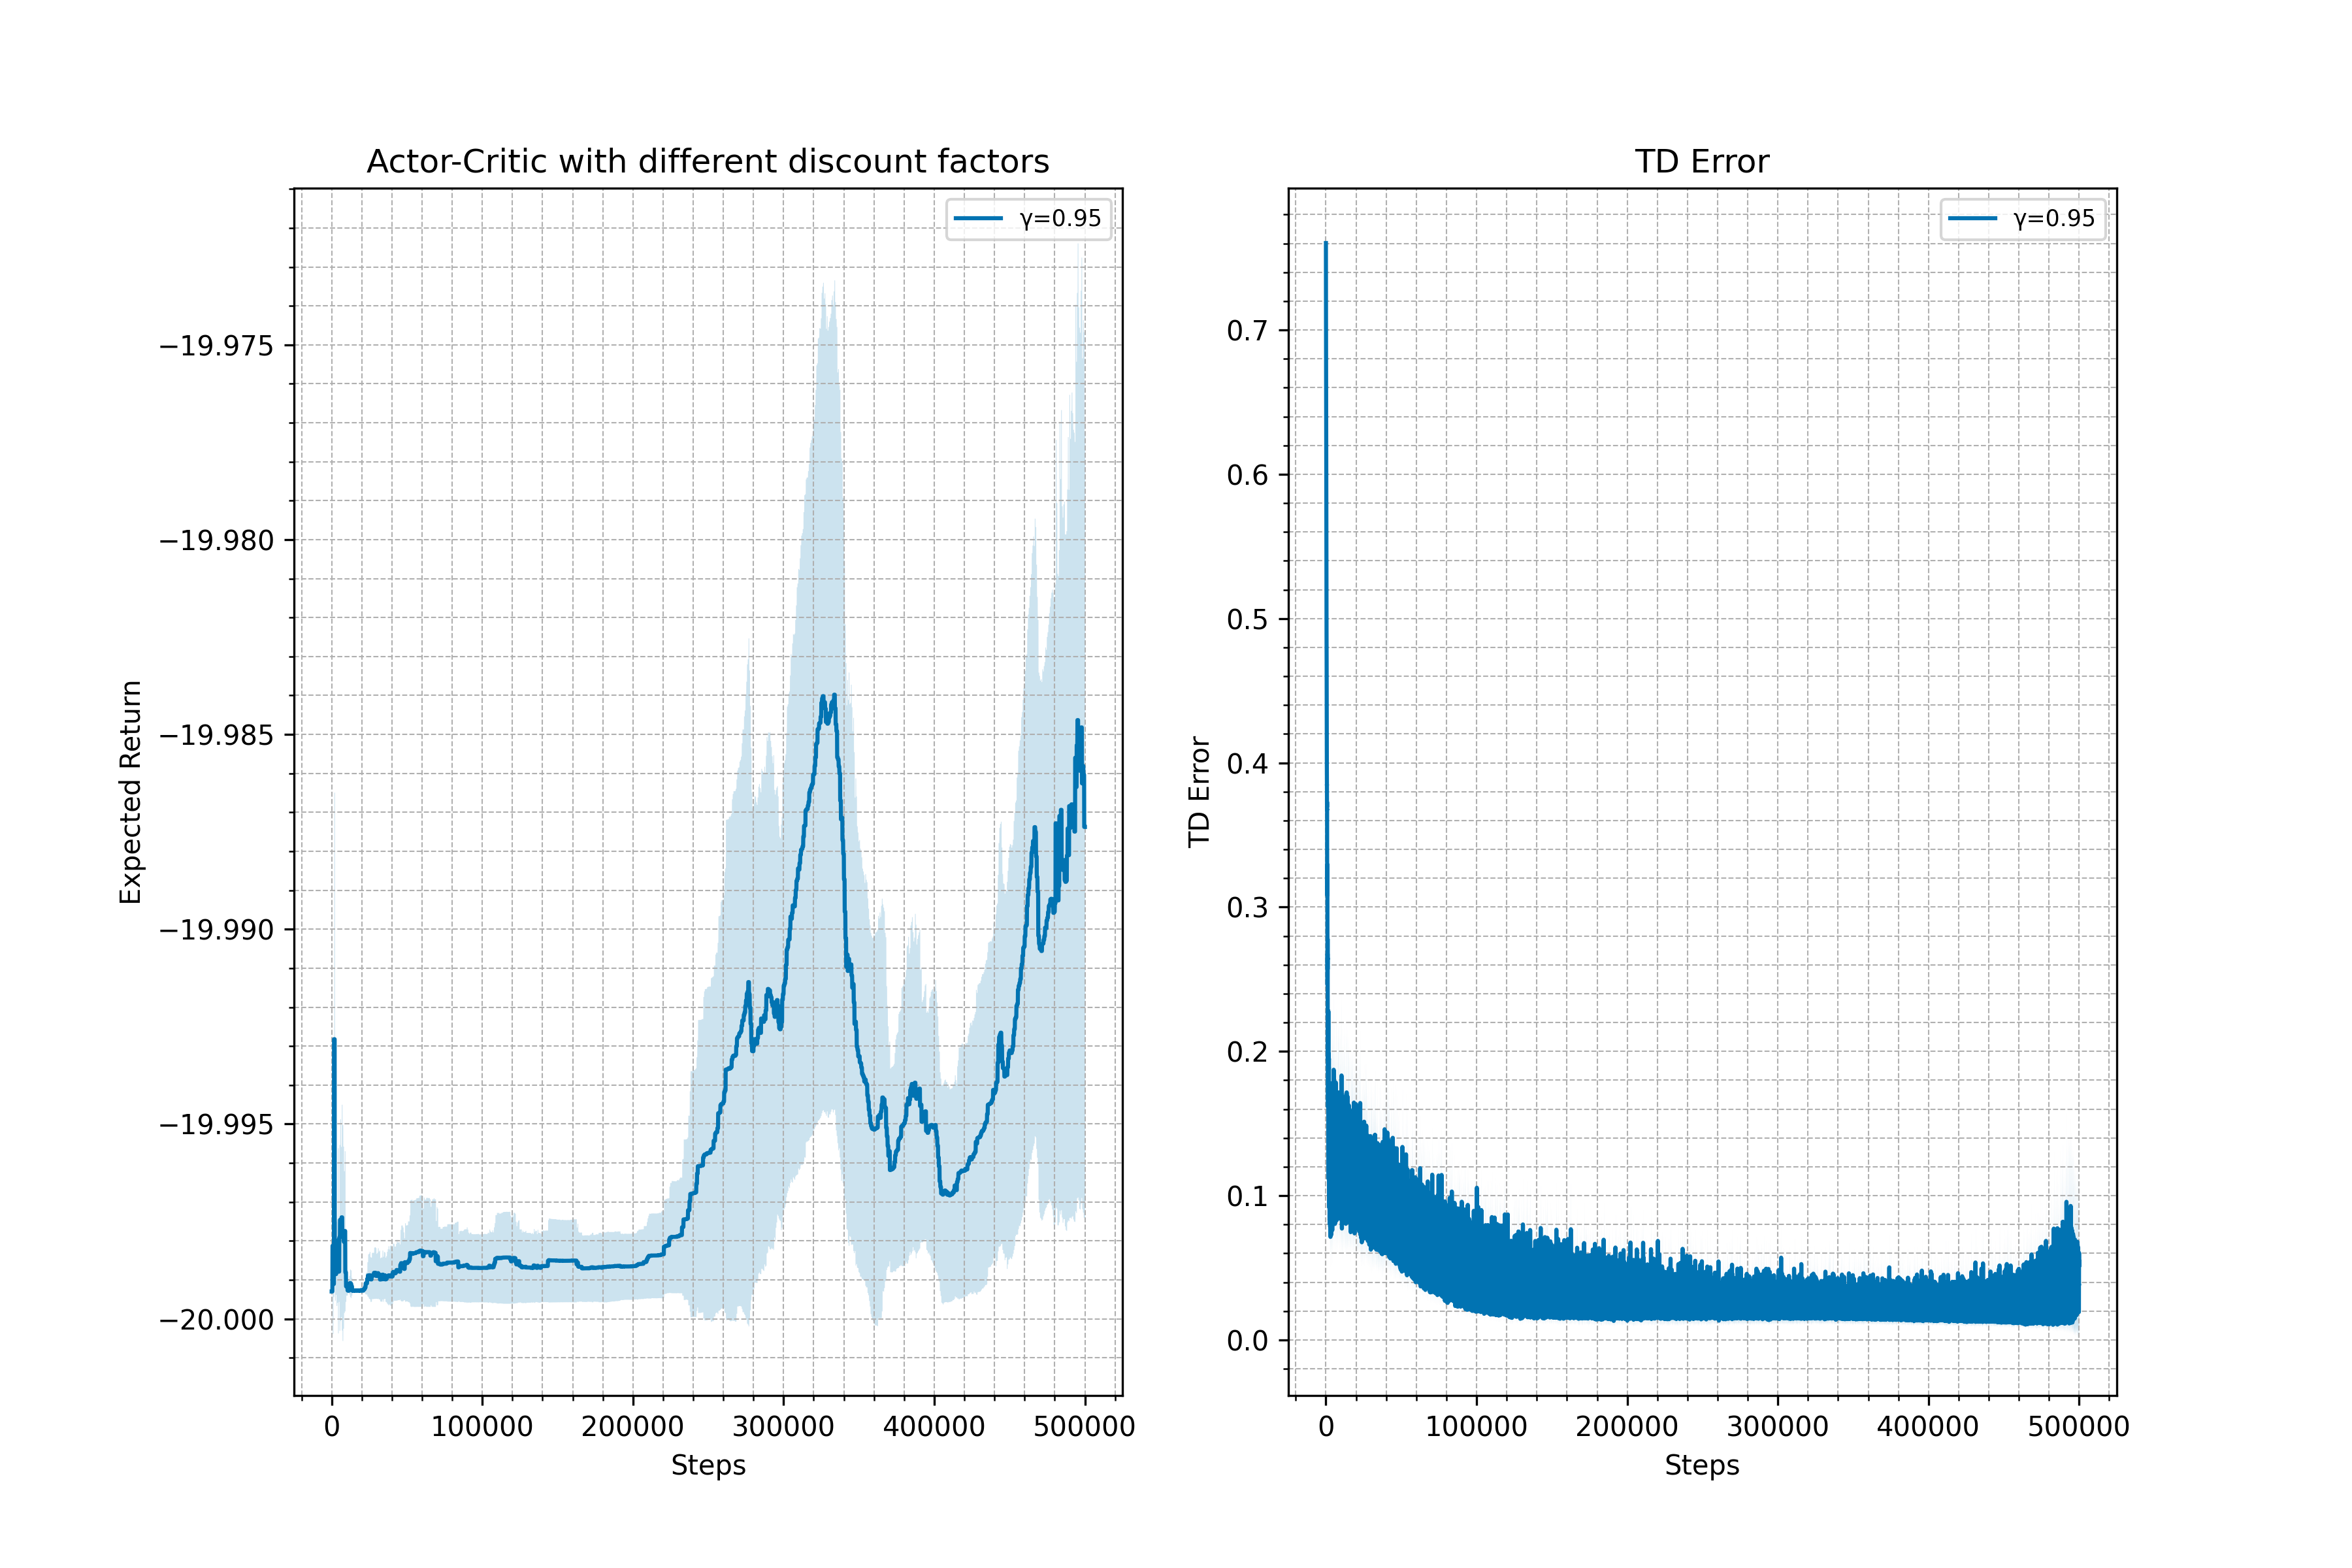 Actor-Critic with different discount factors
γ=0.95
Expected Return
−19.975
−19.980
−19.985
−19.990
−19.995
−20.000
0 100000 200000 300000 400000 500000
Steps
TD Error
γ=0.95
TD Error
0.7
0.6
0.5
0.4
0.3
0.2
0.1
0.0
0 100000 200000 300000 400000 500000
Steps